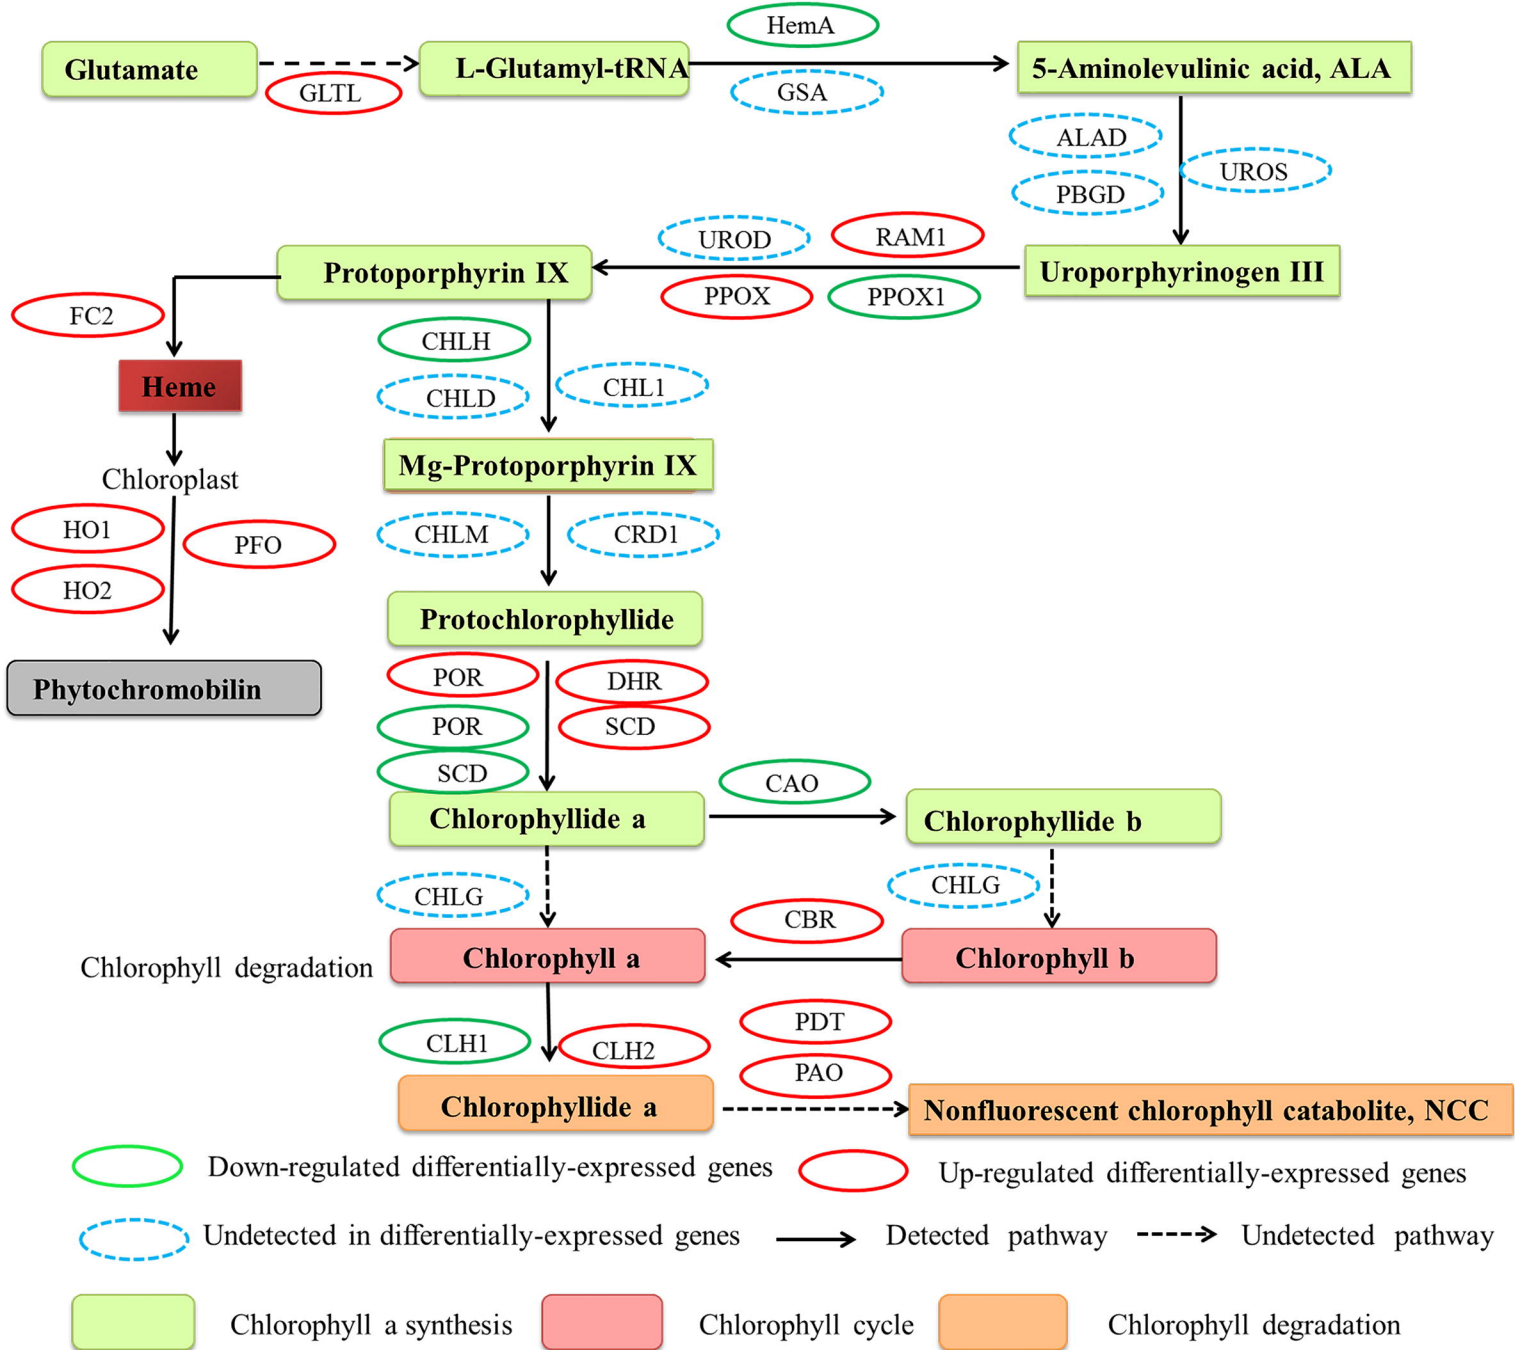 HemA
Glutamate
L-Glutamyl-tRNA
5-Aminolevulinic acid, ALA
GLTL
GSA
ALAD
UROS
PBGD
UROD
RAM1
Protoporphyrin IX
Uroporphyrinogen III
PPOX
PPOX1
FC2
CHLH
Heme
CHLD
CHL1
Chloroplast
Mg-Protoporphyrin IX
HO1
PFO
CHLM
CRD1
HO2
Protochlorophyllide
Phytochromobilin
POR
DHR
POR
SCD
SCD
CAO
Chlorophyllide a
Chlorophyllide b
CHLG
CHLG
CBR
Chlorophyll degradation
Chlorophyll a
Chlorophyll b
CLH1
CLH2
PDT
PAO
Chlorophyllide a
Nonfluorescent chlorophyll catabolite, NCC
Down-regulated differentially-expressed genes
Up-regulated differentially-expressed genes
Undetected in differentially-expressed genes
Detected pathway
Undetected pathway
Chlorophyll a synthesis
Chlorophyll cycle
Chlorophyll degradation